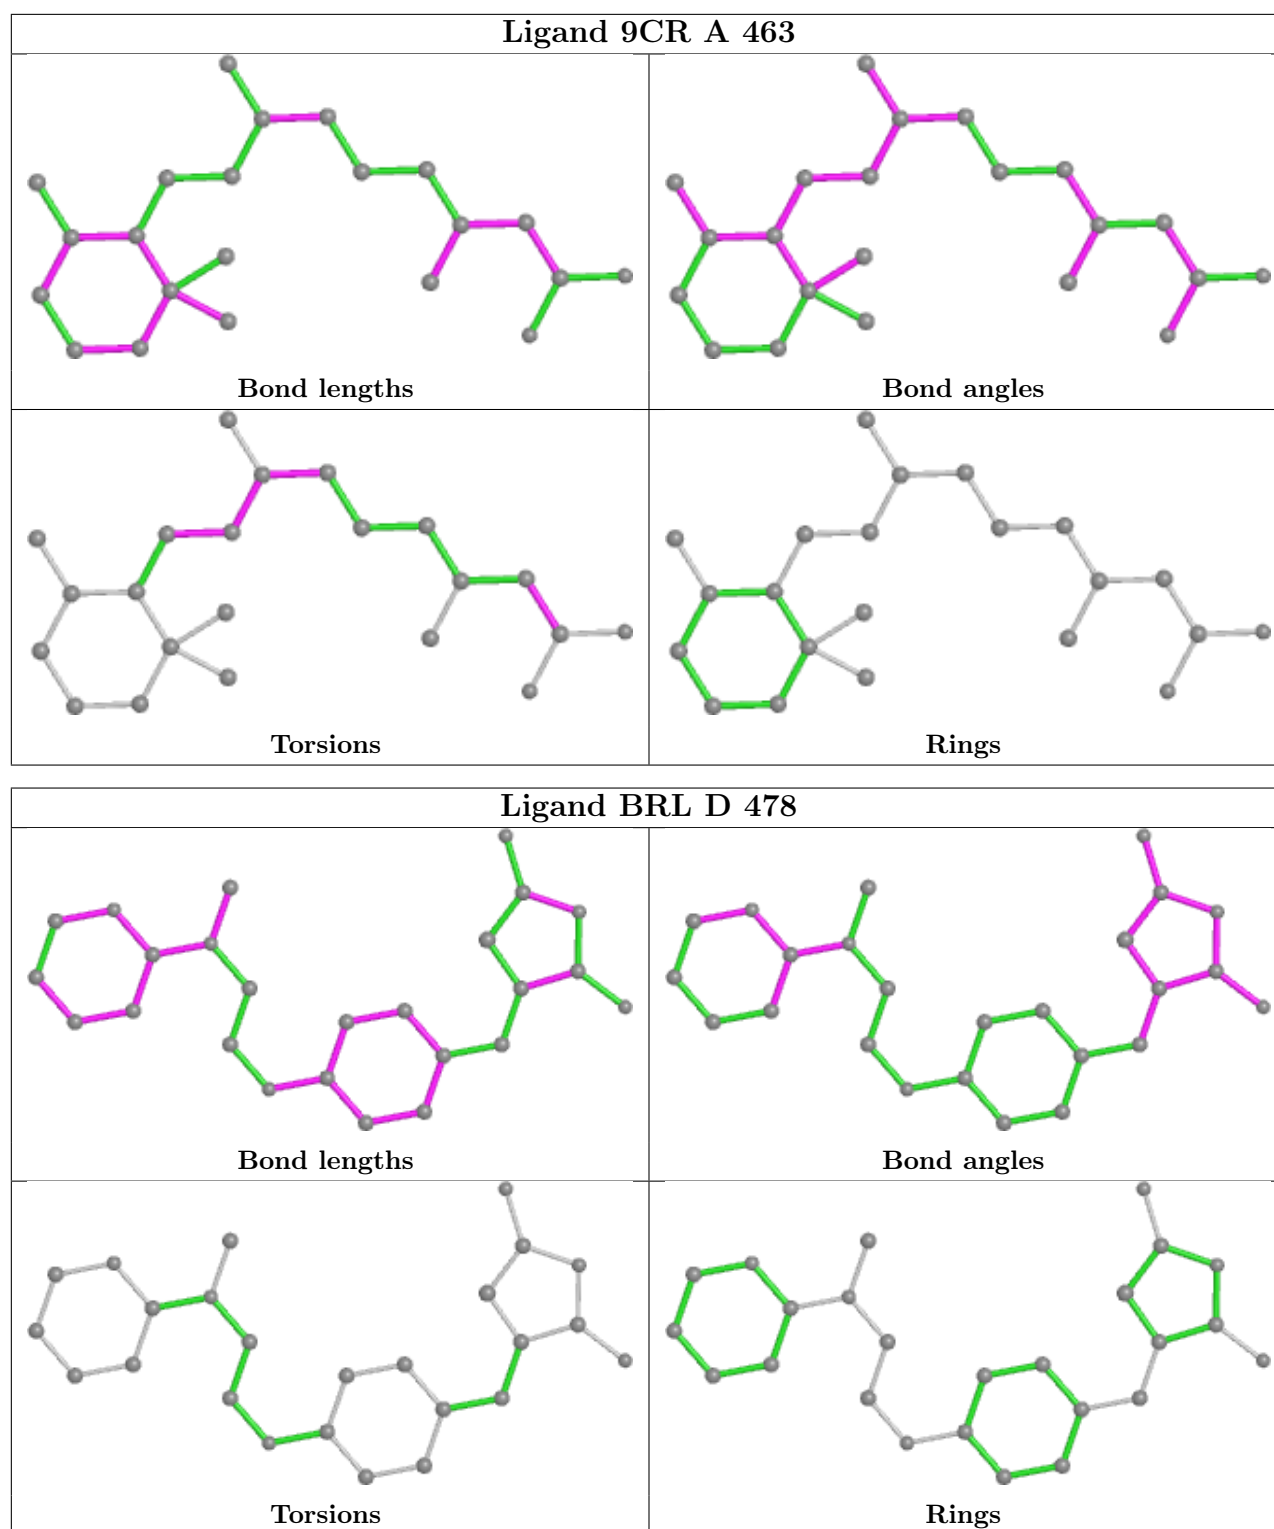 Ligand 9CR A 463
Bond lengths
Bond angles
Torsions
Rings
Ligand BRL D 478
Bond lengths
Bond angles
Torsions
Rings